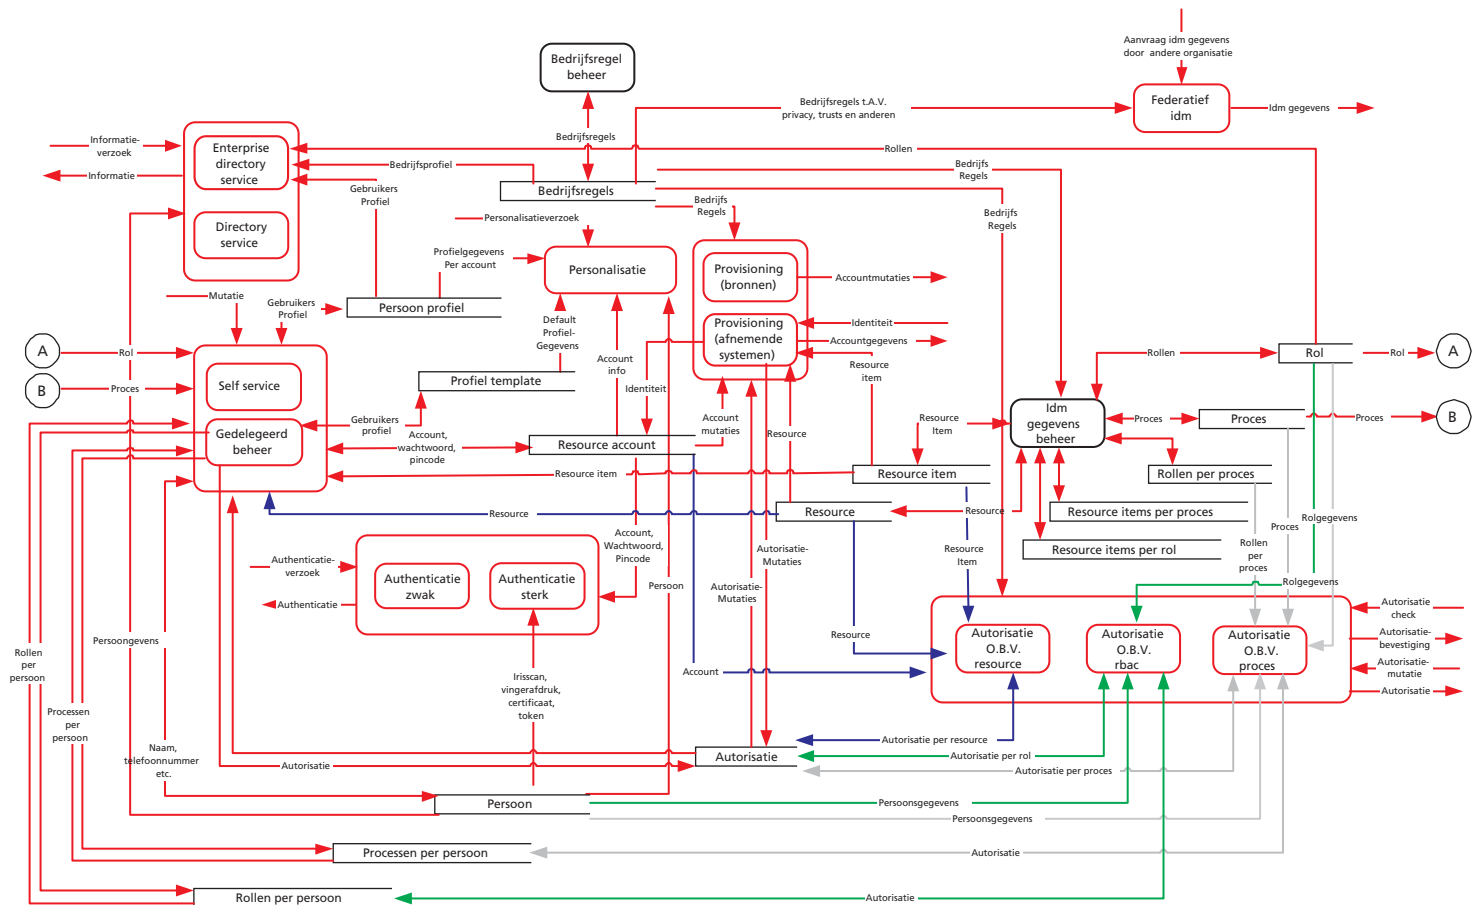 Aanvraag idm gegevens
door andere organisatie
Bedrijfsregel
beheer
Federatief
idm
Idm gegevens
Bedrijfsregels t.A.V.
privacy, trusts en anderen
Informatie-
verzoek
Informatie
Enterprise
directory
service
Directory
service
Bedrijfsregels
Rollen
Bedrijfsprofiel
Gebruikers
Profiel
Bedrijfsregels
Bedrijfs
Regels
Bedrijfs
Regels
Bedrijfs
Regels
Personalisatieverzoek
Profielgegevens
Per account
Personalisatie
Provisioning
(bronnen)
Accountmutaties
Mutatie
Gebruikers
Profiel
Persoon profiel
Default
Profiel-
Gegevens
Provisioning
(afnemende
systemen)
Identiteit
Accountgegevens
Resource
item
A
Rol
B
Proces
Self service
Gedelegeerd
beheer
Profiel template
Account
info
Identiteit
Rollen
Rol
Rol
A
Gebruikers
profiel
Account,
wachtwoord,
pincode
Resource account
Account
mutaties
Resource
Resource
Item
Idm
gegevens
beheer
Proces
Proces
Proces
B
Resource item
Resource item
Rollen per proces
Resource
Resource
Resource
Resource items per proces
Resource items per rol
Proces
Rolgegevens
Rollen
per
proces
Rolgegevens
Authenticatie-
verzoek
Authenticatie
Authenticatie
zwak
Authenticatie
sterk
Account,
Wachtwoord,
Pincode
Persoon
Autorisatie-
Mutaties
Autorisatie-
Mutaties
Resource
Item
Resource
Account
Autorisatie
O.B.V.
resource
Autorisatie
O.B.V.
rbac
Autorisatie
O.B.V.
proces
Autorisatie
check
Autorisatie-
bevestiging
Autorisatie-
mutatie
Autorisatie
Persoongevens
Rollen
per
persoon
Processen
per
persoon
Naam,
telefoonnummer
etc.
Irisscan,
vingerafdruk,
certificaat,
token
Autorisatie
Autorisatie
Autorisatie per resource
Autorisatie per rol
Autorisatie per proces
Persoon
Persoonsgegevens
Persoonsgegevens
Processen per persoon
Autorisatie
Rollen per persoon
Autorisatie